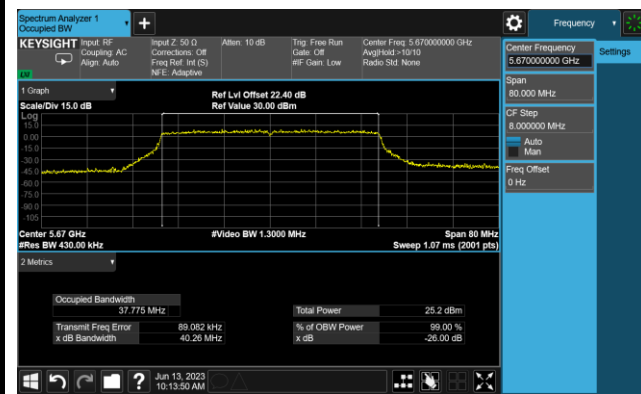 Spectrum Analyzer 1
Occupied BW
+
Frequency
KEYSIGHT
Input: RF
Coupling: AC
Align: Auto
Input Z: 50 Ω
Corrections: Off
Freq Ref: Int (S)
NFE: Adaptive
Atten: 10 dB
Trig: Free Run
Gate: Off
#IF Gain: Low
Center Freq: 5.670000000 GHz
Avg|Hold:>10/10
Radio Std: None
Center Frequency
5.670000000 GHz
Settings
Span
80.000 MHz
CF Step
8.000000 MHz
Auto
Man
Freq Offset
0 Hz
1 Graph
Scale/Div 15.0 dB
Ref Lvl Offset 22.40 dB
Ref Value 30.00 dBm
Log
15.0
0.00
-15.0
-30.0
-45.0
-60.0
-75.0
-90.0
-105
Center 5.67 GHz
#Res BW 430.00 kHz
#Video BW 1.3000 MHz
Span 80 MHz
Sweep 1.07 ms (2001 pts)
2 Metrics
Occupied Bandwidth
37.775 MHz
Total Power
25.2 dBm
Transmit Freq Error
89.082 kHz
% of OBW Power
99.00 %
x dB Bandwidth
40.26 MHz
x dB
-26.00 dB
?
Jun 13, 2023
10:13:50 AM